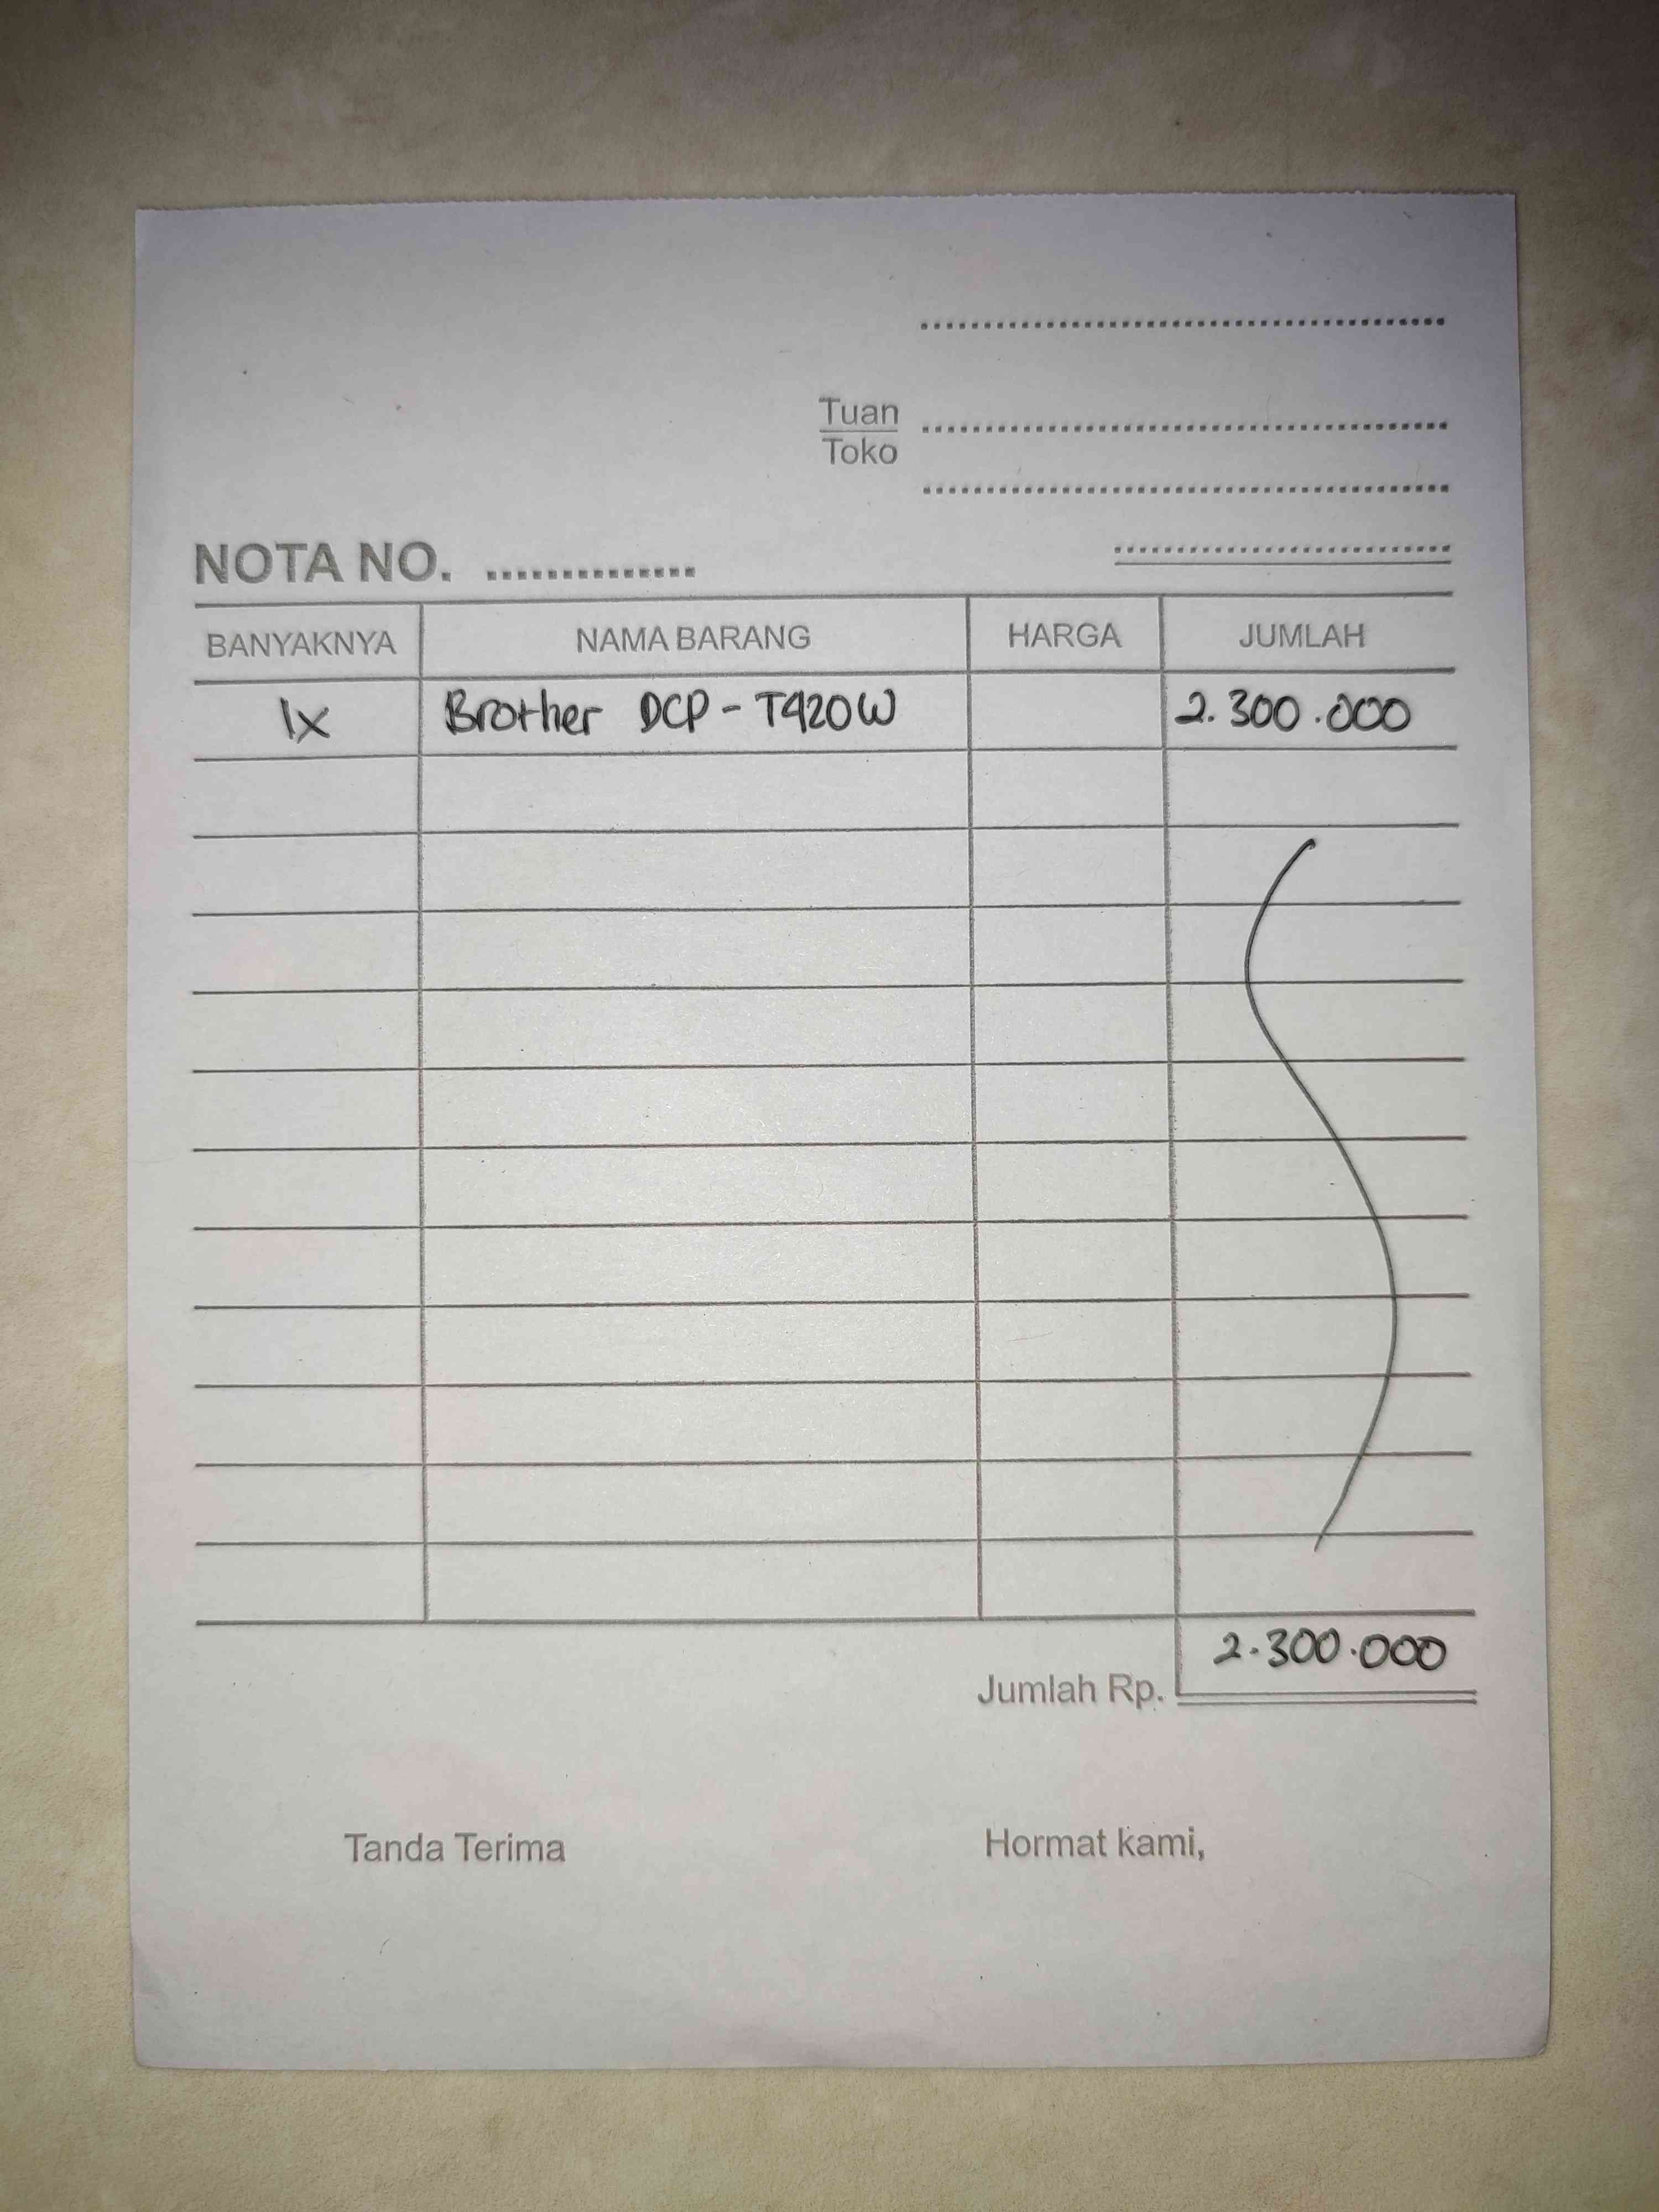 Tuan
Toko
NOTA NO. ..............
BANYAKNYA NAMA BARANG HARGA JUMLAH
1x Brother DCP - T420W 2.300.000
2.300.000
Jumlah Rp.
Tanda Terima Hormat kami,